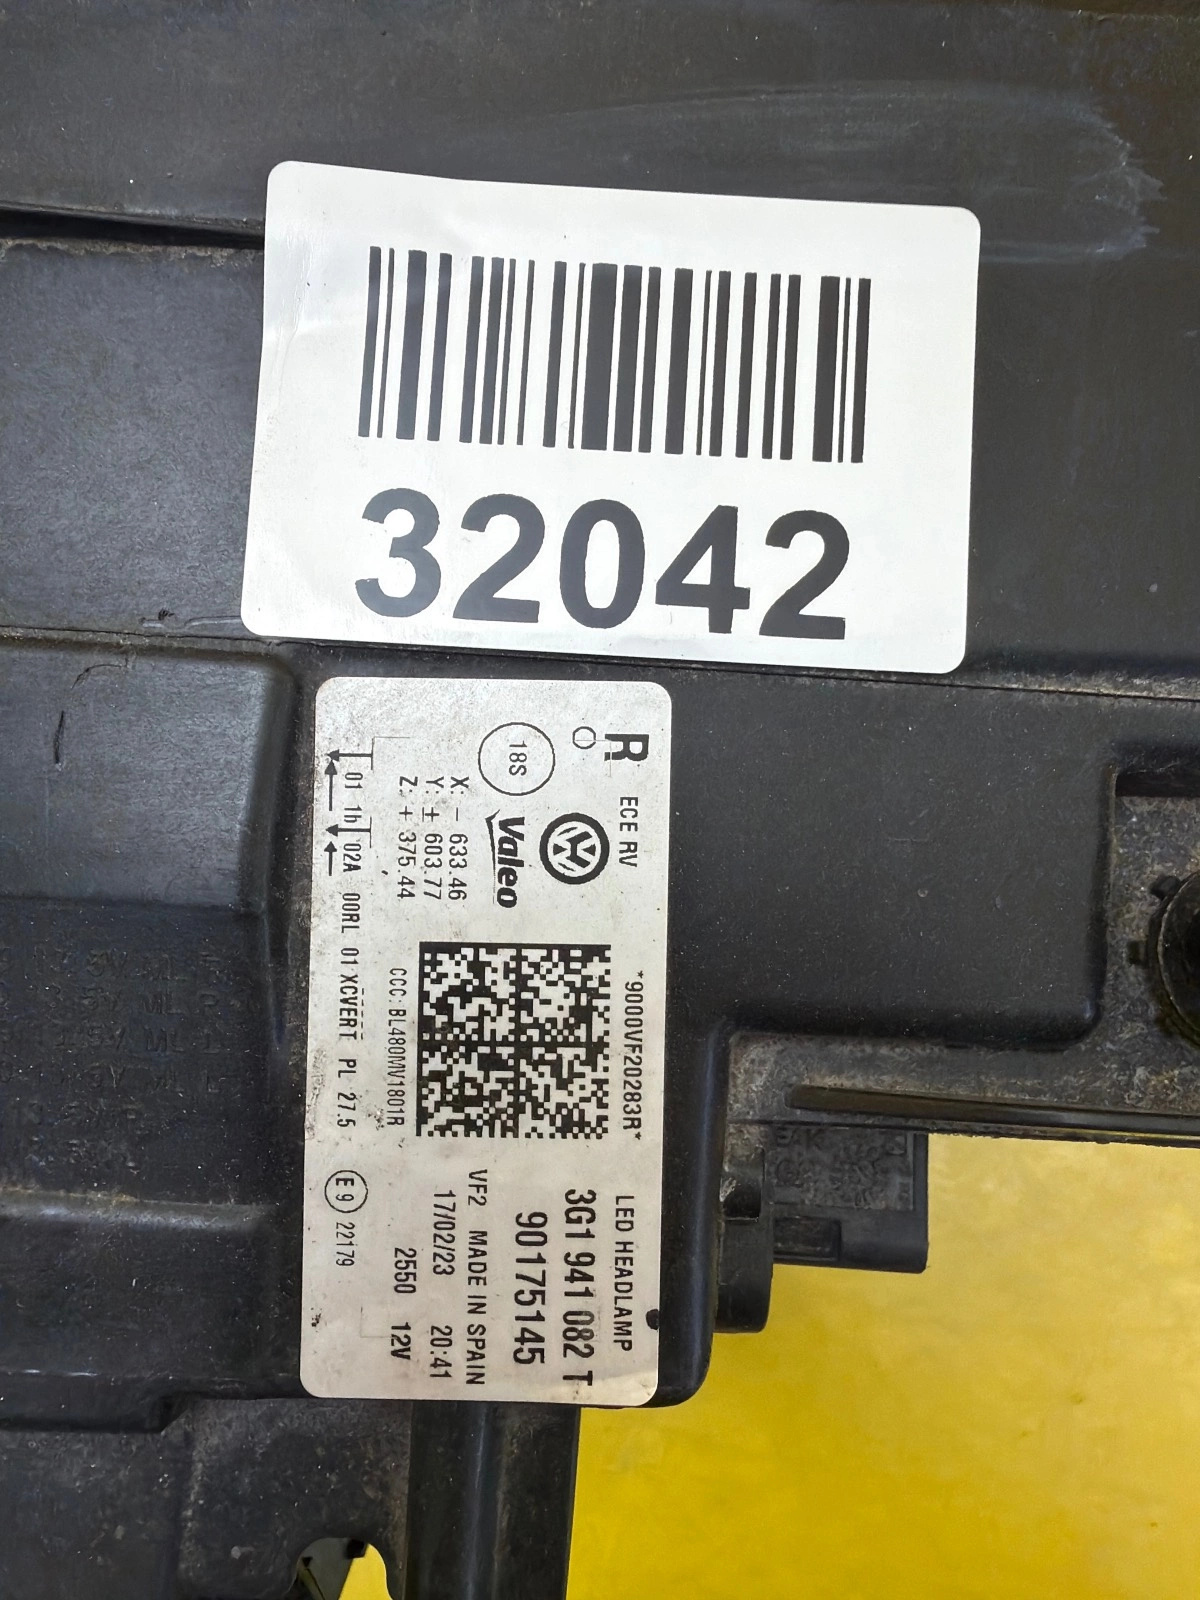 32042
R ECE RV *9000VF20283R* LED HEADLAMP
3G1 941 082 T
90175145
18S
Valeo
VF2 MADE IN SPAIN
17/02/23 20:41
X: - 633.46
Y: ± 603.77
Z: + 375.44
CCC:BL480MV1801R
2550 12V
01 1h 02A 00RL 01 XCVERT PL 27.5 E 9 22179